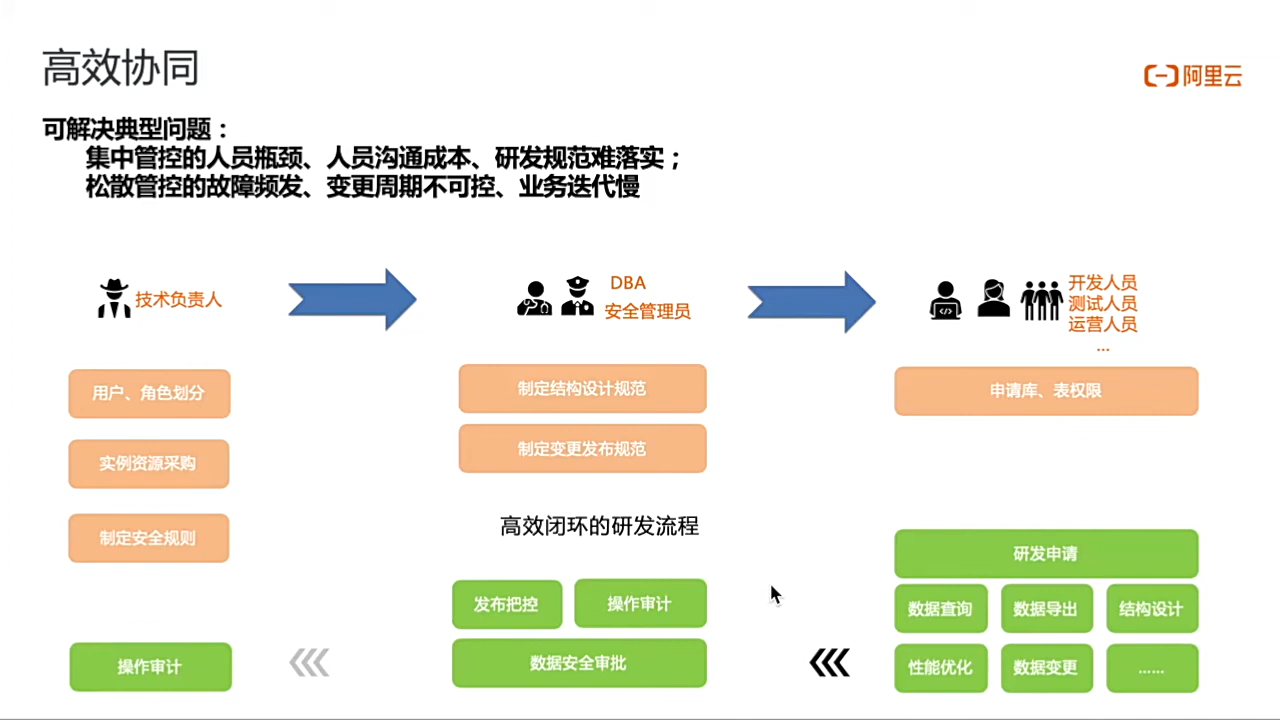 高效协同
阿里云
可解决典型问题：
集中管控的人员瓶颈、人员沟通成本、研发规范难落实；
松散管控的故障频发、变更周期不可控、业务迭代慢
技术负责人
DBA
安全管理员
开发人员
测试人员
运营人员
...
用户、角色划分
实例资源采购
制定安全规则
制定结构设计规范
制定变更发布规范
申请库、表权限
高效闭环的研发流程
研发申请
数据查询
数据导出
结构设计
性能优化
数据变更
......
发布把控
操作审计
数据安全审批
操作审计